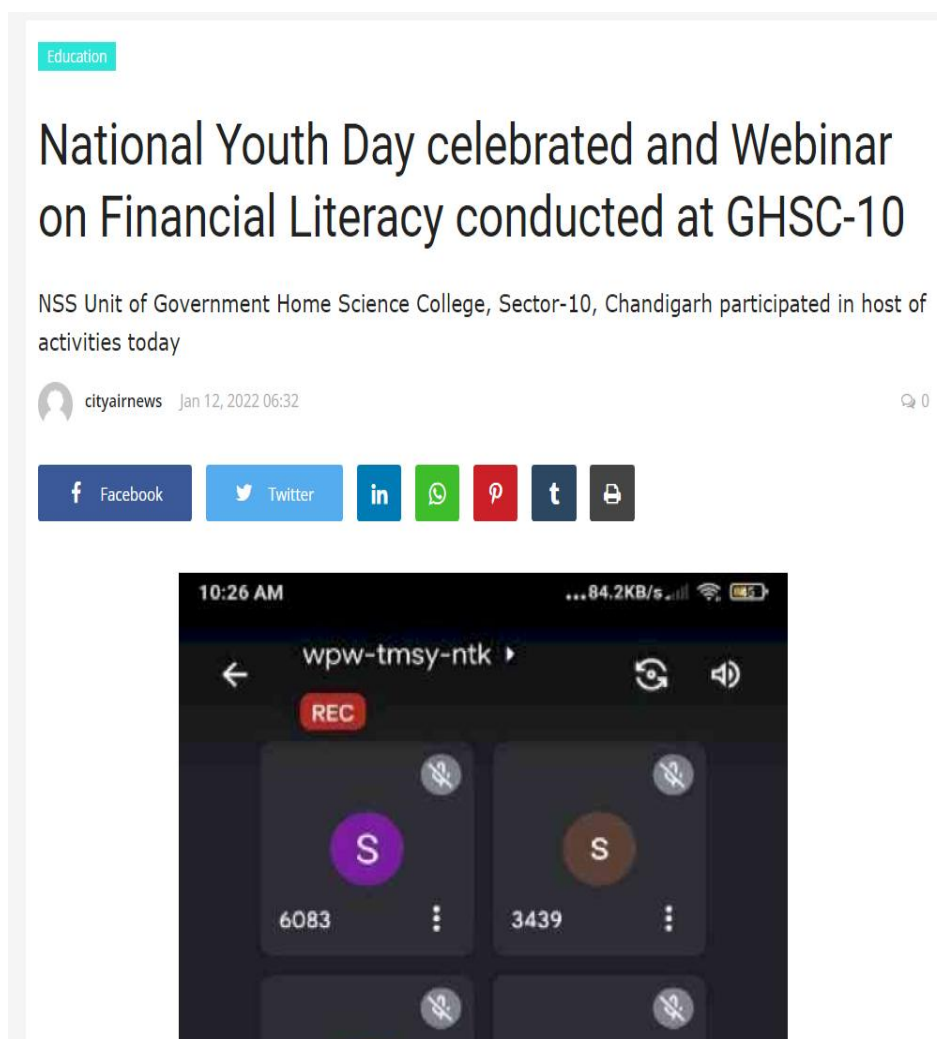 Education
National Youth Day celebrated and Webinar
on Financial Literacy conducted at GHSC-10
NSS Unit of Government Home Science College, Sector-10, Chandigarh participated in host of
activities today
cityairnews Jan 12, 2022 06:32 0
Facebook Twitter in t
10:26 AM ...84.2KB/s 45
wpw-tmsy-ntk
REC
S s
6083 3439